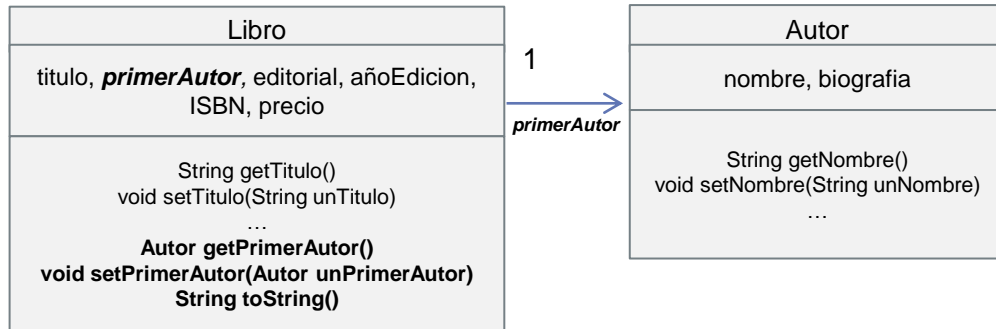 Libro
titulo, primerAutor, editorial, añoEdicion,
ISBN, precio
String getTitulo()
void setTitulo(String unTitulo)
…
Autor getPrimerAutor()
void setPrimerAutor(Autor unPrimerAutor)
String toString()
1
primerAutor
Autor
nombre, biografia
String getNombre()
void setNombre(String unNombre)
…